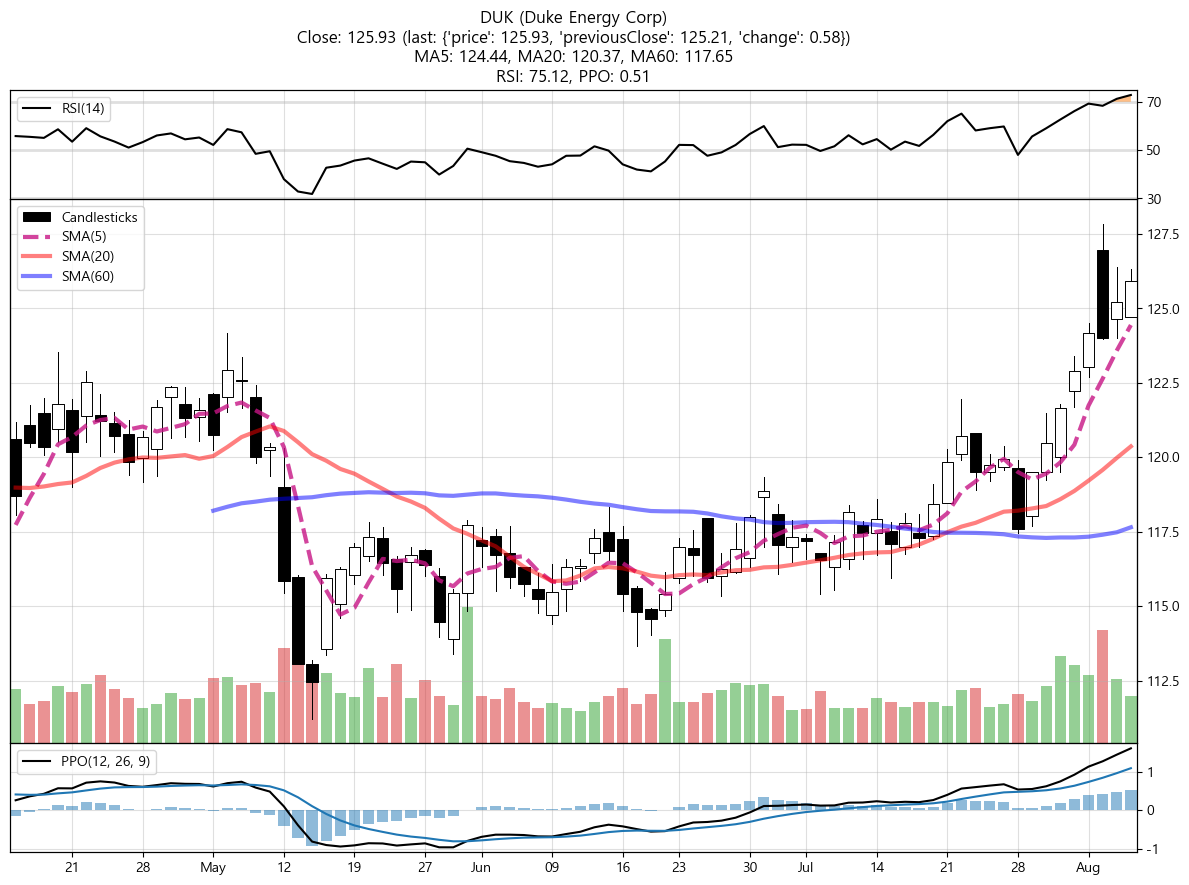 DUK (Duke Energy Corp)
Close: 125.93 (last: {'price': 125.93, 'previousClose': 125.21, 'change': 0.58})
MA5: 124.44, MA20: 120.37, MA60: 117.65
RSI: 75.12, PPO: 0.51
RSI(14)
70
50
30
Candlesticks
SMA(5)
SMA(20)
SMA(60)
127.5
125.0
122.5
120.0
117.5
115.0
112.5
PPO(12, 26, 9)
1
0
-1
21 28 May 12 19 27 Jun 09 16 23 30 Jul 14 21 28 Aug